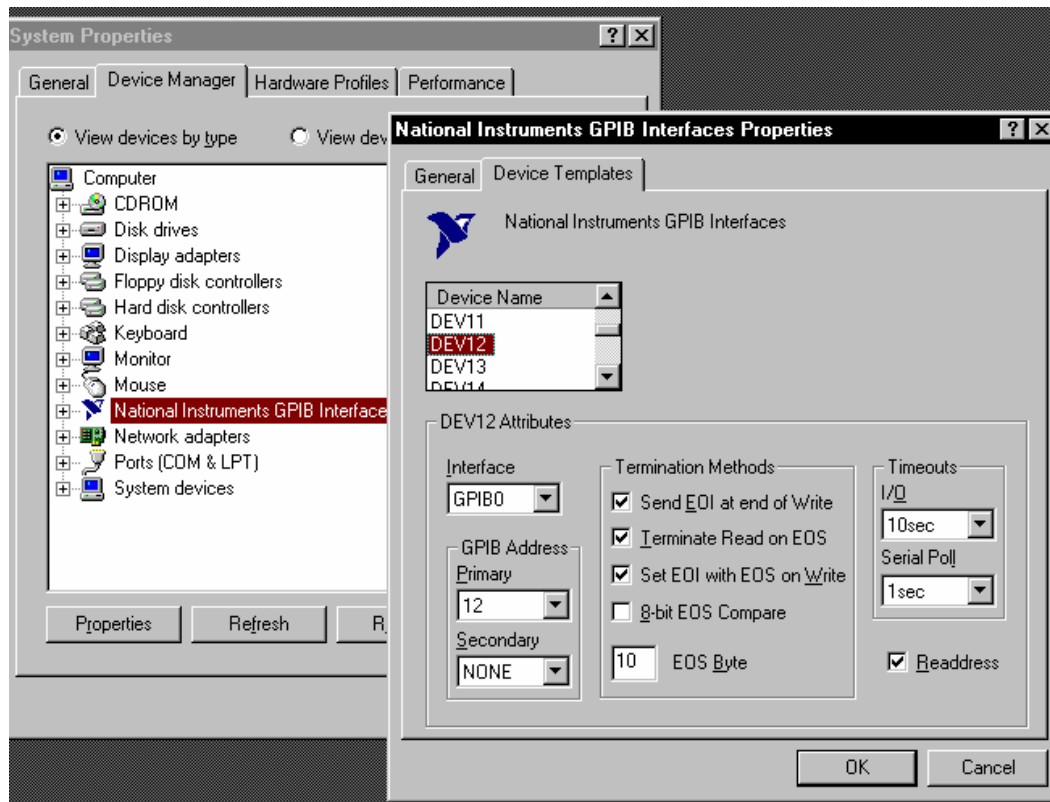 System Properties
General Device Manager Hardware Profiles Performance
View devices by type View dev
Computer
CDROM
Disk drives
Display adapters
Floppy disk controllers
Hard disk controllers
Keyboard
Monitor
Mouse
National Instruments GPIB Interface
Network adapters
Ports (COM & LPT)
System devices
Properties Refresh R
National Instruments GPIB Interfaces Properties
General Device Templates
National Instruments GPIB Interfaces
Device Name
DEV11
DEV12
DEV13
DEV14
DEV12 Attributes
Interface
GPIB0
GPIB Address
Primary
12
Secondary
NONE
Termination Methods
Send EOI at end of Write
Terminate Read on EOS
Set EOI with EOS on Write
8-bit EOS Compare
10 EOS Byte
Timeouts
I/O
10sec
Serial Poll
1sec
Readdress
OK Cancel